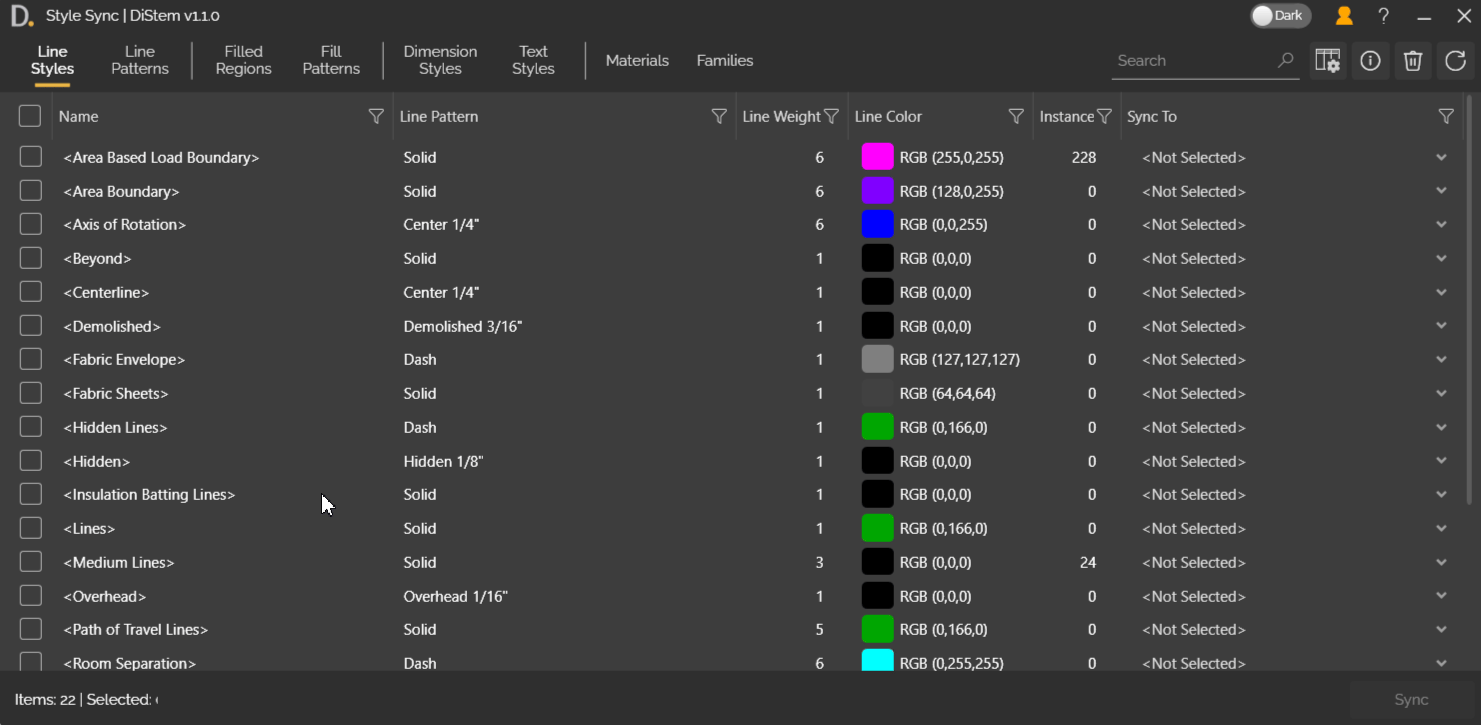 D. Style Sync | DiStem v1.1.0 Dark ?
Line Styles Line Patterns Filled Regions Fill Patterns Dimension Styles Text Styles Materials Families Search
Name Line Pattern Line Weight Line Color Instance Sync To
<Area Based Load Boundary> Solid 6 RGB (255,0,255) 228 <Not Selected>
<Area Boundary> Solid 6 RGB (128,0,255) 0 <Not Selected>
<Axis of Rotation> Center 1/4" 6 RGB (0,0,255) 0 <Not Selected>
<Beyond> Solid 1 RGB (0,0,0) 0 <Not Selected>
<Centerline> Center 1/4" 1 RGB (0,0,0) 0 <Not Selected>
<Demolished> Demolished 3/16" 1 RGB (0,0,0) 0 <Not Selected>
<Fabric Envelope> Dash 1 RGB (127,127,127) 0 <Not Selected>
<Fabric Sheets> Solid 1 RGB (64,64,64) 0 <Not Selected>
<Hidden Lines> Dash 1 RGB (0,166,0) 0 <Not Selected>
<Hidden> Hidden 1/8" 1 RGB (0,0,0) 0 <Not Selected>
<Insulation Batting Lines> Solid 1 RGB (0,0,0) 0 <Not Selected>
<Lines> Solid 1 RGB (0,166,0) 0 <Not Selected>
<Medium Lines> Solid 3 RGB (0,0,0) 24 <Not Selected>
<Overhead> Overhead 1/16" 1 RGB (0,0,0) 0 <Not Selected>
<Path of Travel Lines> Solid 5 RGB (0,166,0) 0 <Not Selected>
<Room Separation> Dash 6 RGB (0,255,255) 0 <Not Selected>
Items: 22 | Selected: Sync